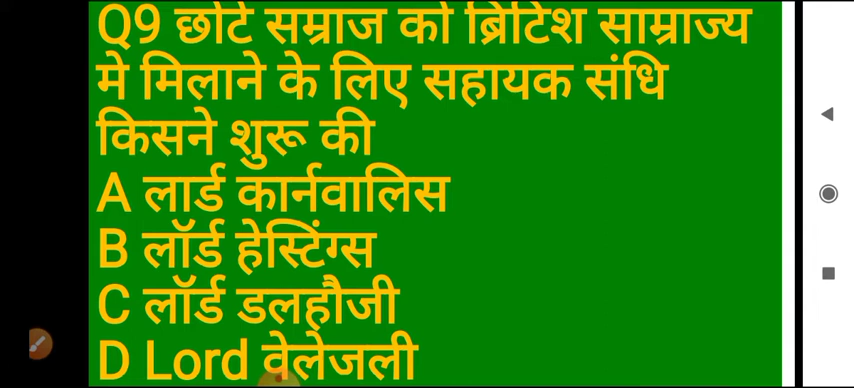 Q9 छोटे सम्राज को ब्रिटिश साम्राज्य
मे मिलाने के लिए सहायक संधि
किसने शुरू की
A लार्ड कार्नवालिस
B लॉर्ड हेस्टिंग्स
C लॉर्ड डलहौजी
D Lord वेलेजली